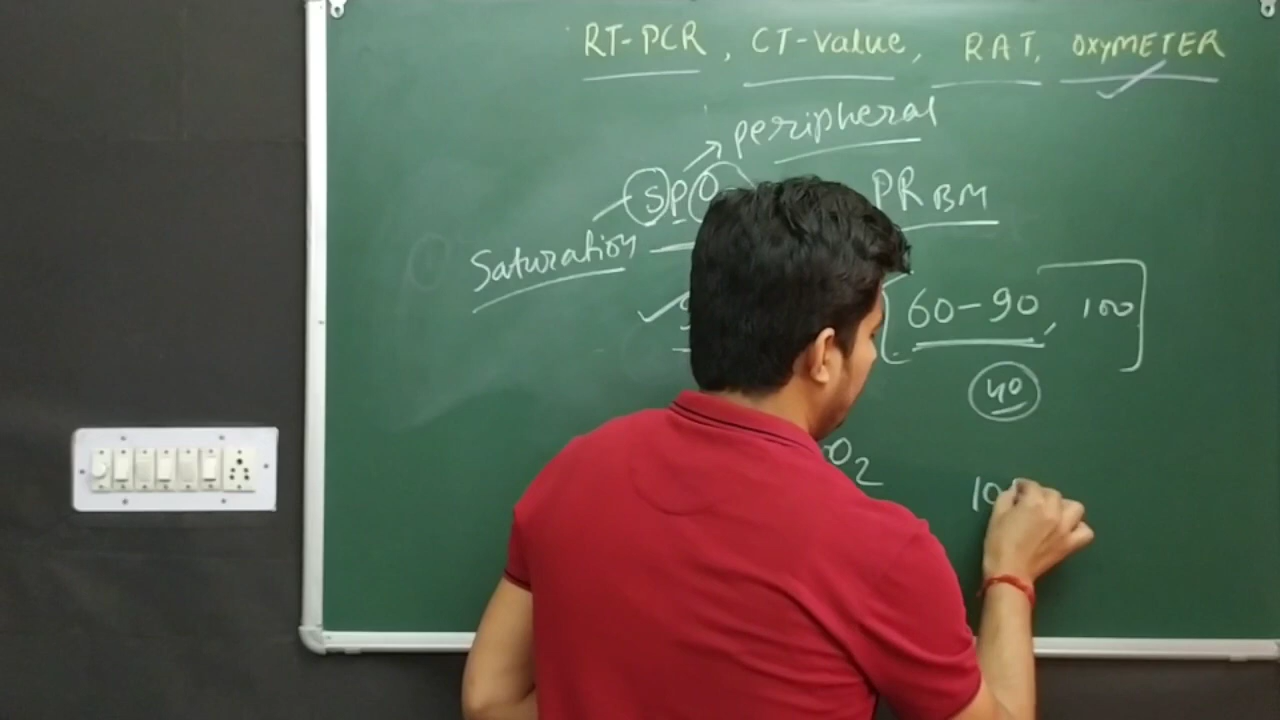 RT-PCR, CT-Value, RAT, OXYMETER
peripheral
SPO PR BM
Saturation
60-90, 100
40
O2 10